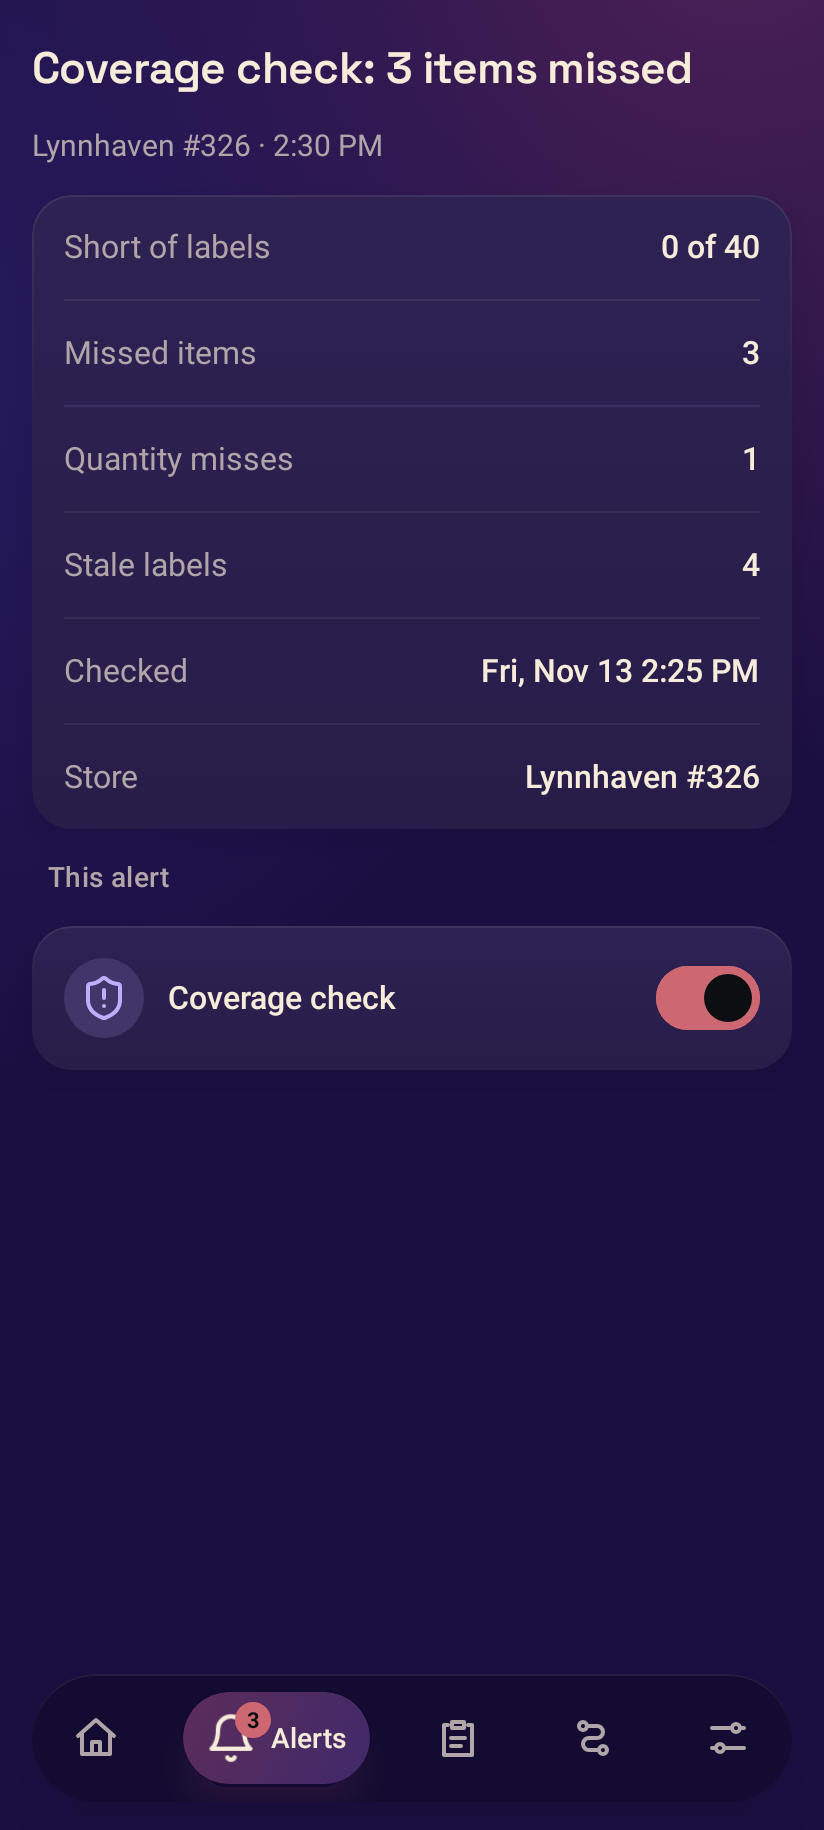 Coverage check: 3 items missed
Lynnhaven #326 · 2:30 PM
Short of labels 0 of 40
Missed items 3
Quantity misses 1
Stale labels 4
Checked Fri, Nov 13 2:25 PM
Store Lynnhaven #326
This alert
Coverage check
3
Alerts